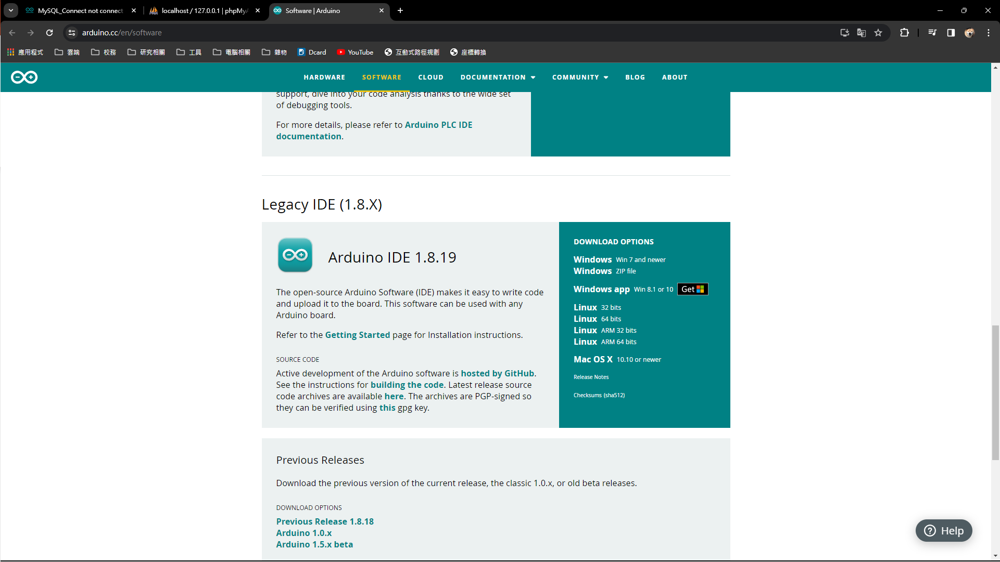 MySQL_Connect not connect
localhost / 127.0.0.1 | phpMyA
Software | Arduino
arduino.cc/en/software
應用程式
雲端
校務
研究相關
工具
電腦相關
雜物
Dcard
YouTube
互動式路徑規劃
座標轉換
HARDWARE
SOFTWARE
CLOUD
DOCUMENTATION
COMMUNITY
BLOG
ABOUT
support, dive into your code analysis thanks to the wide set
of debugging tools.
For more details, please refer to Arduino PLC IDE
documentation.
Legacy IDE (1.8.X)
Arduino IDE 1.8.19
The open-source Arduino Software (IDE) makes it easy to write code
and upload it to the board. This software can be used with any
Arduino board.
Refer to the Getting Started page for Installation instructions.
SOURCE CODE
Active development of the Arduino software is hosted by GitHub.
See the instructions for building the code. Latest release source
code archives are available here. The archives are PGP-signed so
they can be verified using this gpg key.
DOWNLOAD OPTIONS
Windows Win 7 and newer
Windows ZIP file
Windows app Win 8.1 or 10 Get
Linux 32 bits
Linux 64 bits
Linux ARM 32 bits
Linux ARM 64 bits
Mac OS X 10.10 or newer
Release Notes
Checksums (sha512)
Previous Releases
Download the previous version of the current release, the classic 1.0.x, or old beta releases.
DOWNLOAD OPTIONS
Previous Release 1.8.18
Arduino 1.0.x
Arduino 1.5.x beta
Help